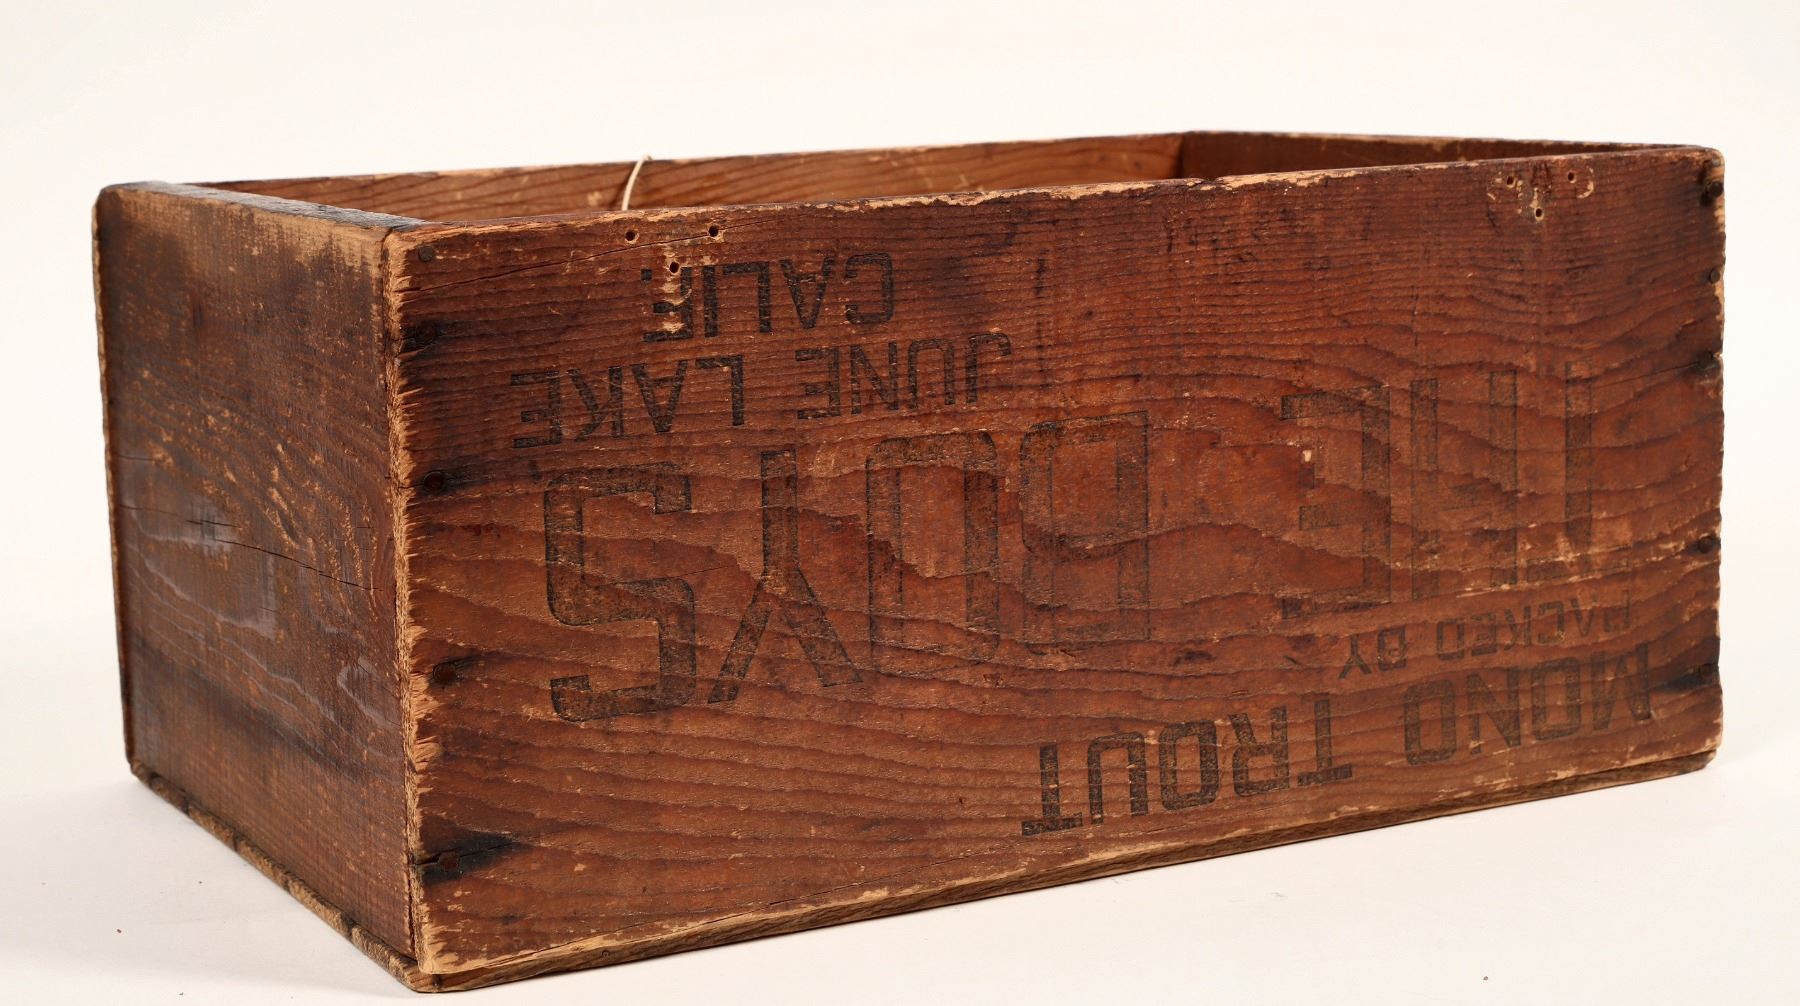 MONO TROUT
PACKED BY
THE BOYS
JUNE LAKE
CALIF.